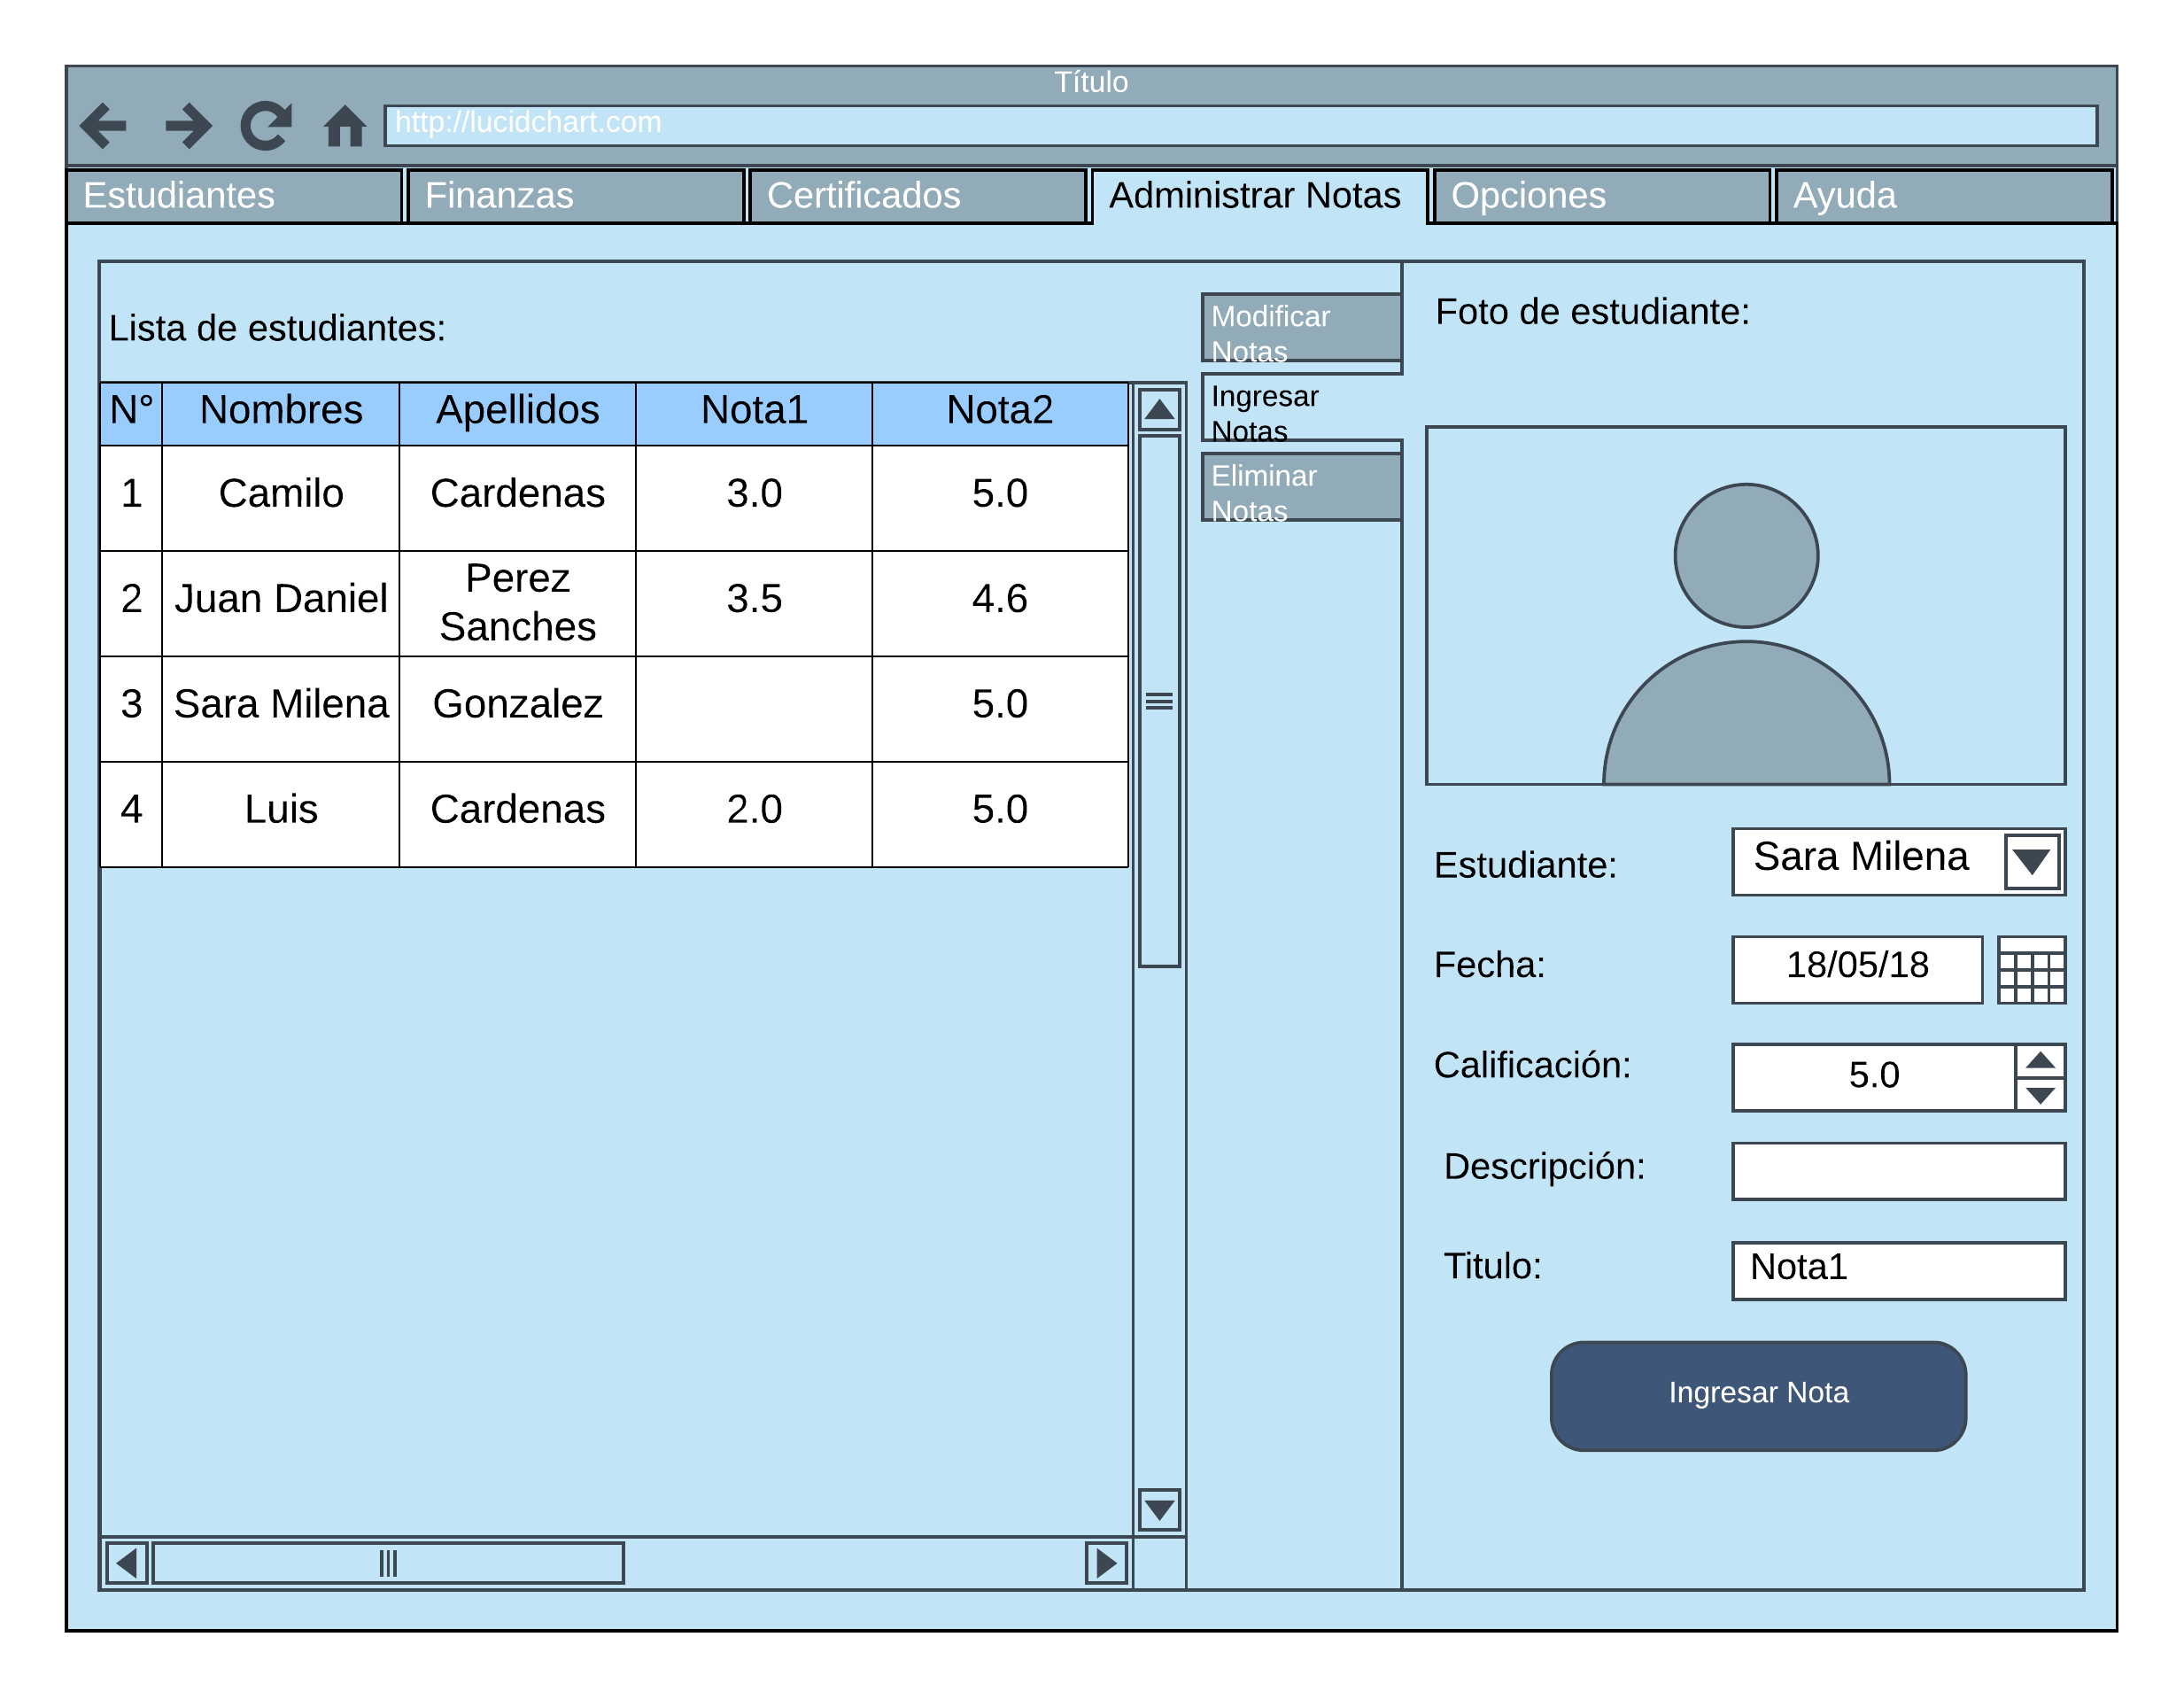 Título
http://lucidchart.com
Estudiantes Finanzas Certificados Administrar Notas Opciones Ayuda
Lista de estudiantes:
N° Nombres Apellidos Nota1 Nota2
1 Camilo Cardenas 3.0 5.0
2 Juan Daniel Perez Sanches 3.5 4.6
3 Sara Milena Gonzalez 5.0
4 Luis Cardenas 2.0 5.0
Modificar
Notas
Ingresar
Notas
Eliminar
Notas
Foto de estudiante:
Estudiante: Sara Milena
Fecha: 18/05/18
Calificación: 5.0
Descripción:
Titulo: Nota1
Ingresar Nota